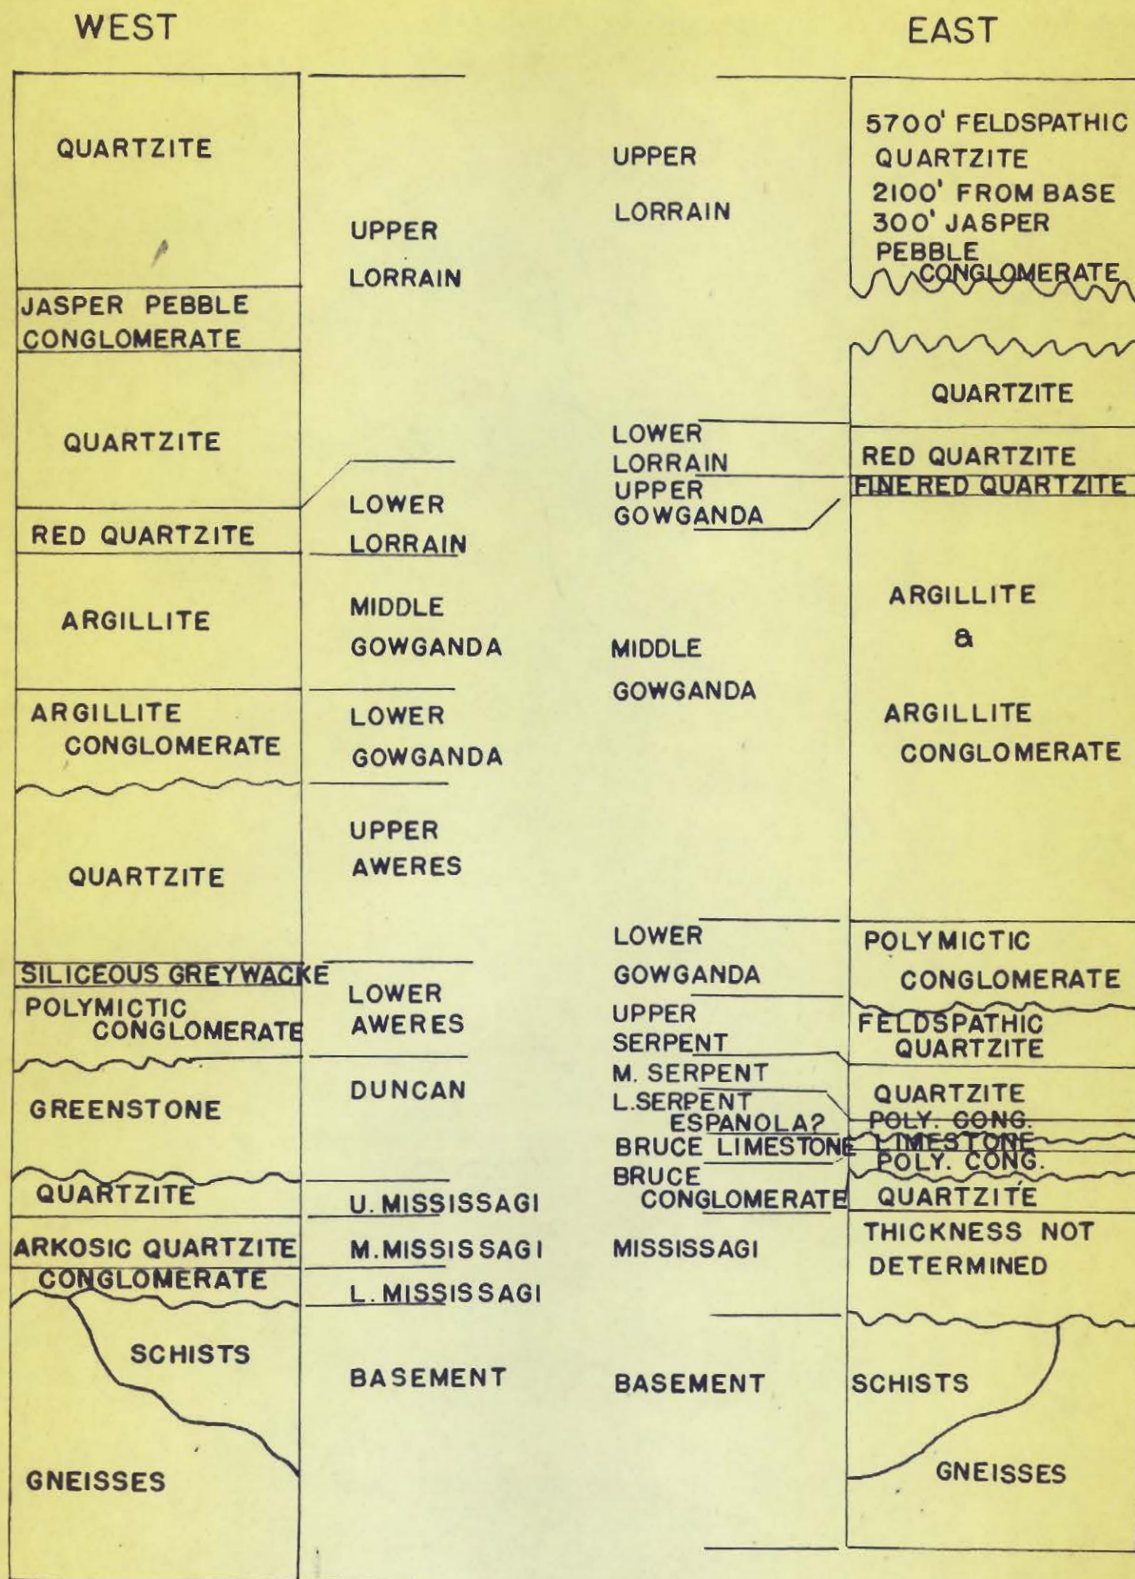 WEST
QUARTZITE
JASPER PEBBLE
CONGLOMERATE
QUARTZITE
RED QUARTZITE
ARGILLITE
ARGILLITE
CONGLOMERATE
QUARTZITE
SILICEOUS GREYWACKE
POLYMICTIC
CONGLOMERATE
GREENSTONE
QUARTZITE
ARKOSIC QUARTZITE
CONGLOMERATE
SCHISTS
GNEISSES
UPPER
LORRAIN
LOWER
LORRAIN
MIDDLE
GOWGANDA
LOWER
GOWGANDA
UPPER
AWERES
LOWER
AWERES
DUNCAN
U. MISSISSAGI
M. MISSISSAGI
L. MISSISSAGI
BASEMENT
EAST
UPPER
LORRAIN
LOWER
LORRAIN
UPPER
GOWGANDA
MIDDLE
GOWGANDA
LOWER
GOWGANDA
UPPER
SERPENT
M. SERPENT
L. SERPENT
ESPANOLA?
BRUCE LIMESTONE
BRUCE
CONGLOMERATE
MISSISSAGI
BASEMENT
5700' FELDSPATHIC
QUARTZITE
2100' FROM BASE
300' JASPER
PEBBLE
CONGLOMERATE
QUARTZITE
RED QUARTZITE
FINE RED QUARTZITE
ARGILLITE
&
ARGILLITE
CONGLOMERATE
POLYMICTIC
CONGLOMERATE
FELDSPATHIC
QUARTZITE
QUARTZITE
POLY. CONG.
LIMESTONE
POLY. CONG.
QUARTZITE
THICKNESS NOT
DETERMINED
SCHISTS
GNEISSES